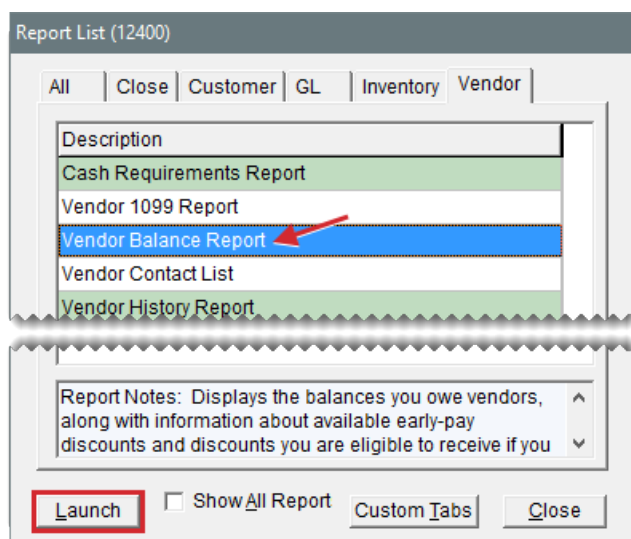 Report List (12400)
All Close Customer GL Inventory Vendor
Description
Cash Requirements Report
Vendor 1099 Report
Vendor Balance Report
Vendor Contact List
Vendor History Report
Report Notes: Displays the balances you owe vendors,
along with information about available early-pay
discounts and discounts you are eligible to receive if you
Launch Show All Report Custom Tabs Close